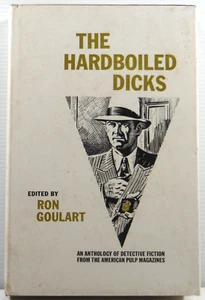 THE
HARDBOILED
DICKS
EDITED BY
RON
GOULART
AN ANTHOLOGY OF DETECTIVE FICTION
FROM THE AMERICAN PULP MAGAZINES